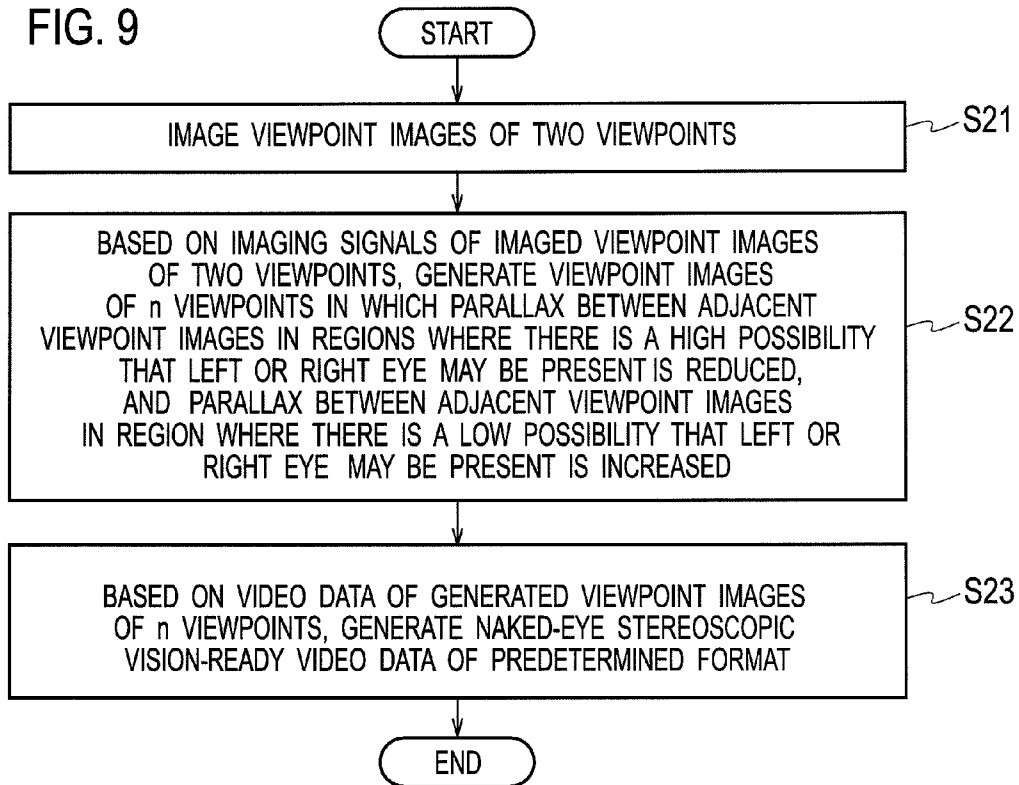 FIG. 9
START
IMAGE VIEWPOINT IMAGES OF TWO VIEWPOINTS
S21
BASED ON IMAGING SIGNALS OF IMAGED VIEWPOINT IMAGES
OF TWO VIEWPOINTS, GENERATE VIEWPOINT IMAGES
OF n VIEWPOINTS IN WHICH PARALLAX BETWEEN ADJACENT
VIEWPOINT IMAGES IN REGIONS WHERE THERE IS A HIGH POSSIBILITY
THAT LEFT OR RIGHT EYE MAY BE PRESENT IS REDUCED,
AND PARALLAX BETWEEN ADJACENT VIEWPOINT IMAGES
IN REGION WHERE THERE IS A LOW POSSIBILITY THAT LEFT OR
RIGHT EYE MAY BE PRESENT IS INCREASED
S22
BASED ON VIDEO DATA OF GENERATED VIEWPOINT IMAGES
OF n VIEWPOINTS, GENERATE NAKED-EYE STEREOSCOPIC
VISION-READY VIDEO DATA OF PREDETERMINED FORMAT
S23
END